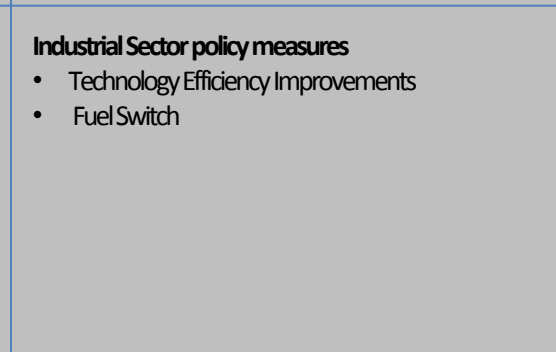 Industrial Sector policy measures
• Technology Efficiency Improvements
• Fuel Switch